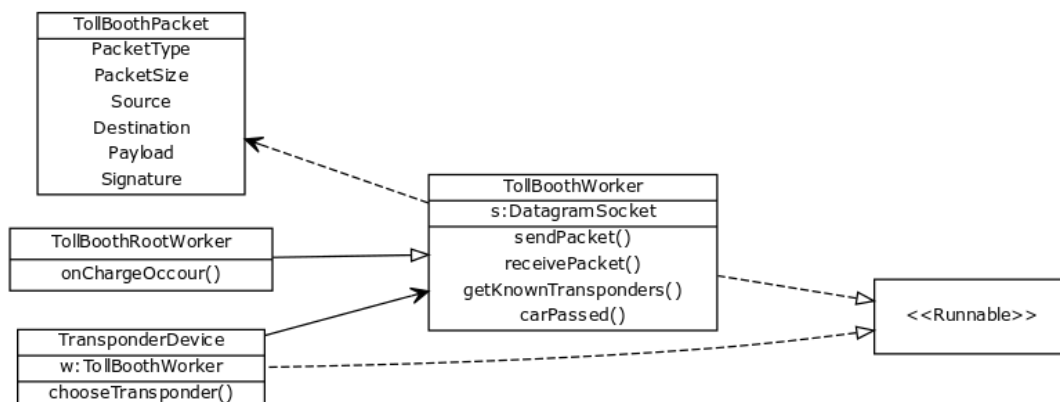 TollBoothPacket
PacketType
PacketSize
Source
Destination
Payload
Signature
TollBoothWorker
s:DatagramSocket
sendPacket()
receivePacket()
getKnownTransponders()
carPassed()
TollBoothRootWorker
onChargeOccour()
TransponderDevice
w:TollBoothWorker
chooseTransponder()
<<Runnable>>